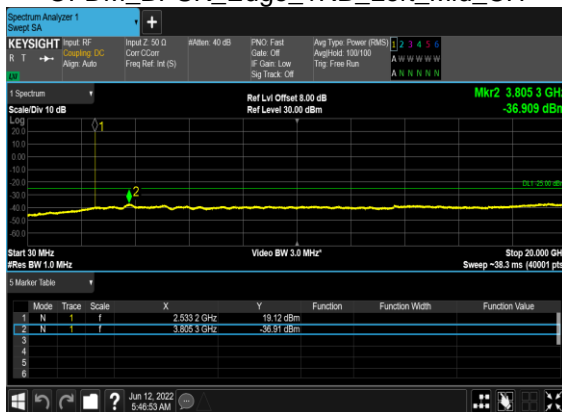 Spectrum Analyzer 1
Swept SA
KEYSIGHT
R T
Input: RF
Coupling: DC
Align: Auto
Input Z: 50 Ω
Corr CCorr
Freq Ref: Int (S)
#Atten: 40 dB
PNO: Fast
Gate: Off
IF Gain: Low
Sig Track: Off
Avg Type: Power (RMS)
Avg|Hold: 100/100
Trig: Free Run
1 2 3 4 5 6
A W W W W W
A N N N N N
1 Spectrum
Scale/Div 10 dB
Ref Lvl Offset 8.00 dB
Ref Level 30.00 dBm
Mkr2 3.805 3 GHz
-36.909 dBm
Log
20.0
10.0
0.00
-10.0
-20.0
-30.0
-40.0
-50.0
-60.0
1
2
Start 30 MHz
#Res BW 1.0 MHz
Video BW 3.0 MHz*
Stop 20.000 GH
Sweep ~38.3 ms (40001 pts
5 Marker Table
Mode Trace Scale X Y Function Function Width Function Value
1 N 1 f 2.533 2 GHz 19.12 dBm
2 N 1 f 3.805 3 GHz -36.91 dBm
3
4
5
6
Jun 12, 2022
5:46:53 AM